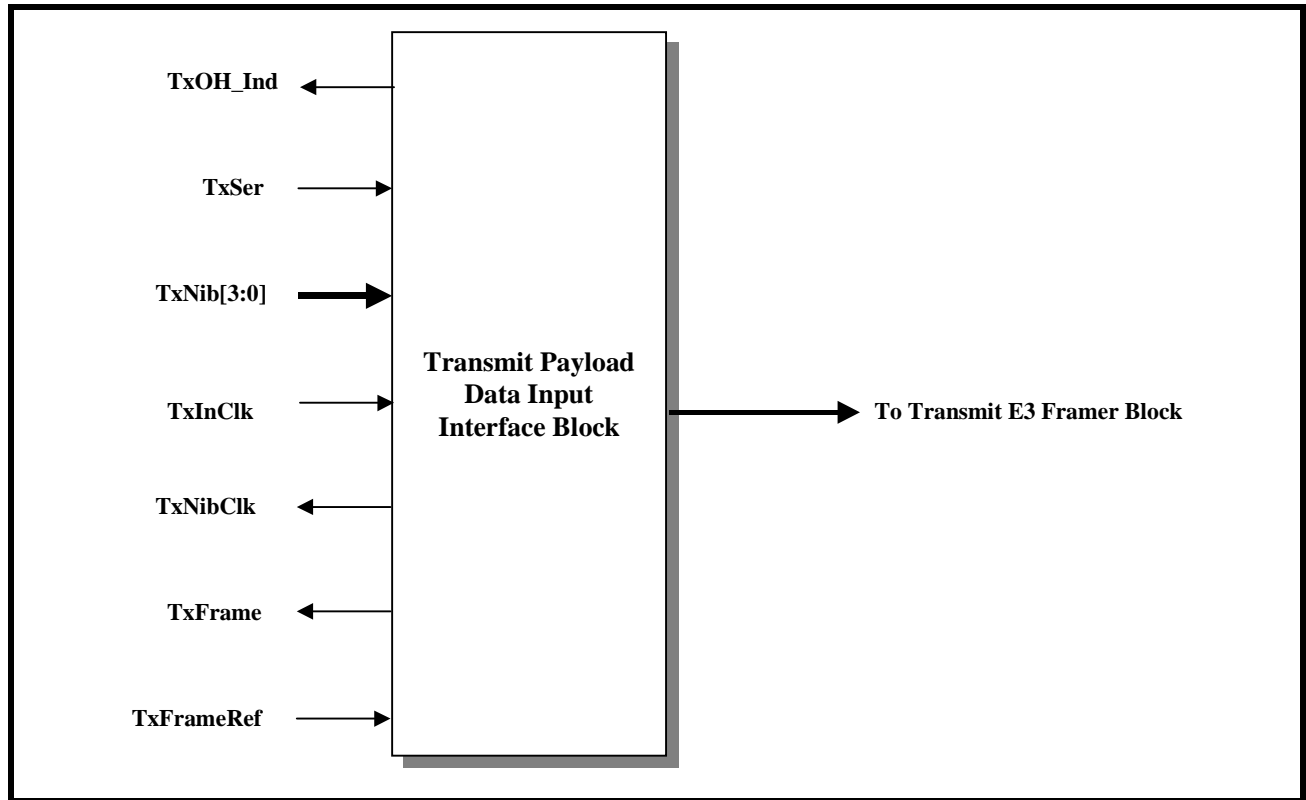 TxOH_Ind
TxSer
TxNib[3:0]
TxInClk
TxNibClk
TxFrame
TxFrameRef
Transmit Payload
Data Input
Interface Block
To Transmit E3 Framer Block